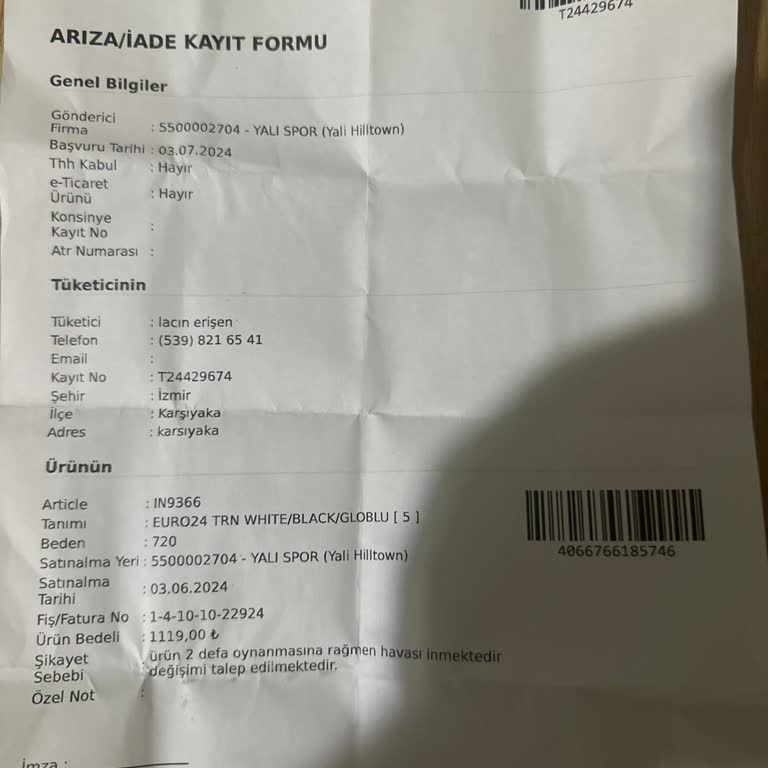 T24429674
ARIZA/İADE KAYIT FORMU
Genel Bilgiler
Gönderici Firma : 5500002704 - YALI SPOR (Yali Hilltown)
Başvuru Tarihi : 03.07.2024
Thh Kabul : Hayır
e-Ticaret Ürünü : Hayır
Konsinye Kayıt No :
Atr Numarası :
Tüketicinin
Tüketici : lacın erişen
Telefon : (539) 821 65 41
Email :
Kayıt No : T24429674
Şehir : İzmir
İlçe : Karşıyaka
Adres : karsıyaka
Ürünün
Article : IN9366
Tanımı : EURO24 TRN WHITE/BLACK/GLOBLU [ 5 ]
Beden : 720
4066766185746
Satınalma Yeri : 5500002704 - YALI SPOR (Yali Hilltown)
Satınalma Tarihi : 03.06.2024
Fiş/Fatura No : 1-4-10-10-22924
Ürün Bedeli : 1119,00 ₺
Şikayet Sebebi : ürün 2 defa oynanmasına rağmen havası inmektedir
değişimi talep edilmektedir.
Özel Not :
İmza :